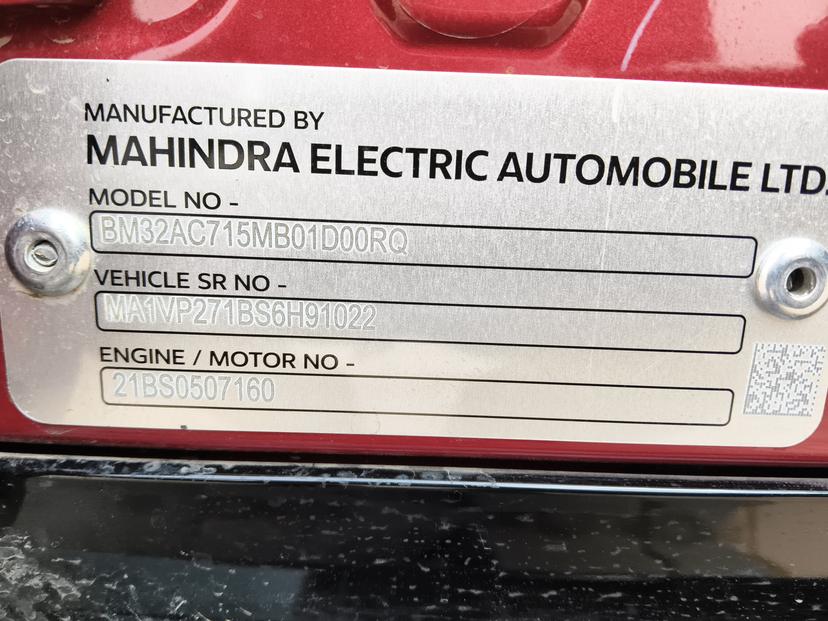 MANUFACTURED BY
MAHINDRA ELECTRIC AUTOMOBILE LTD.
MODEL NO -
BM32AC715MB01D00RQ
VEHICLE SR NO -
MA1VP271BS6H91022
ENGINE / MOTOR NO -
21BS0507160